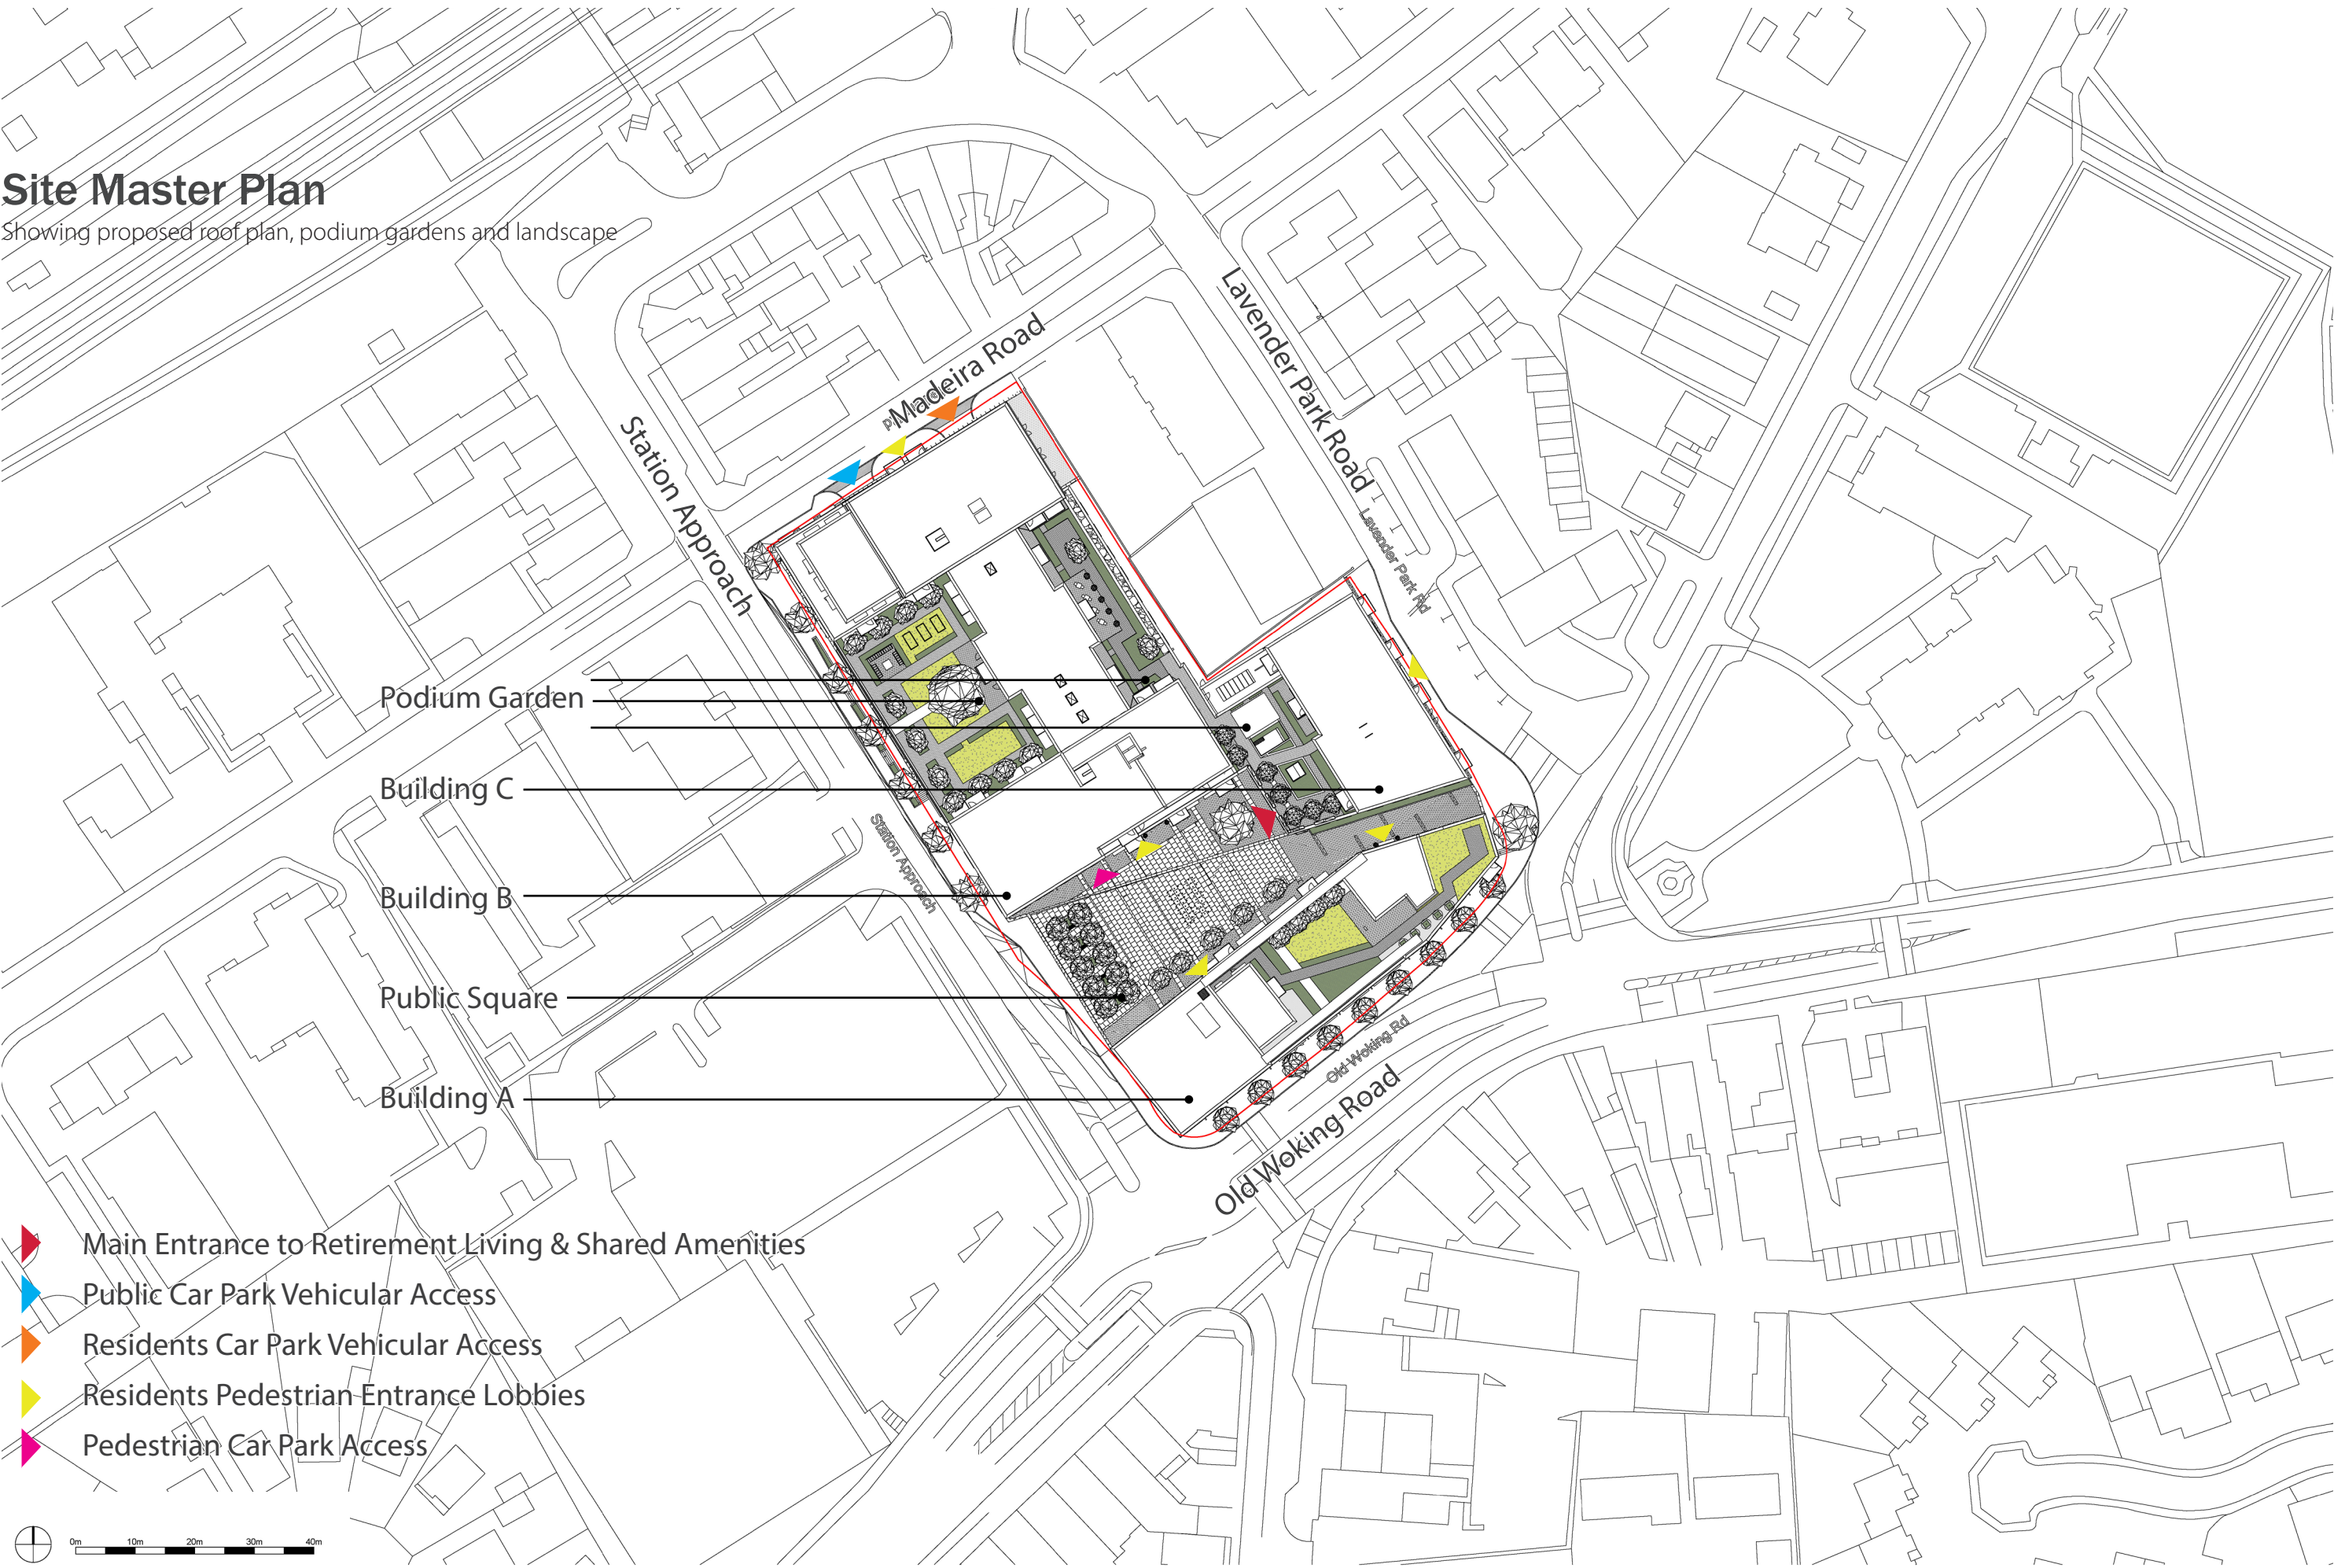 Site Master Plan
Showing proposed roof plan, podium gardens and landscape
Madeira Road
Lavender Park Road
Station Approach
Lavender Park Rd
Podium Garden
Building C
Station Approach
Building B
Public Square
Old Woking Rd
Building A
Old Woking Road
Main Entrance to Retirement Living & Shared Amenities
Public Car Park Vehicular Access
Residents Car Park Vehicular Access
Residents Pedestrian Entrance Lobbies
Pedestrian Car Park Access
0m 10m 20m 30m 40m